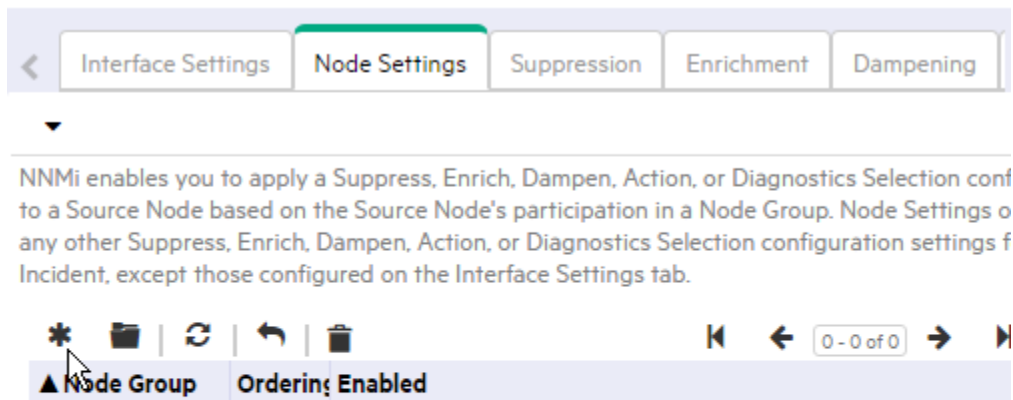 Interface Settings Node Settings Suppression Enrichment Dampening
NNMi enables you to apply a Suppress, Enrich, Dampen, Action, or Diagnostics Selection conf
to a Source Node based on the Source Node's participation in a Node Group. Node Settings o
any other Suppress, Enrich, Dampen, Action, or Diagnostics Selection configuration settings f
Incident, except those configured on the Interface Settings tab.
0 - 0 of 0
Node Group Ordering Enabled